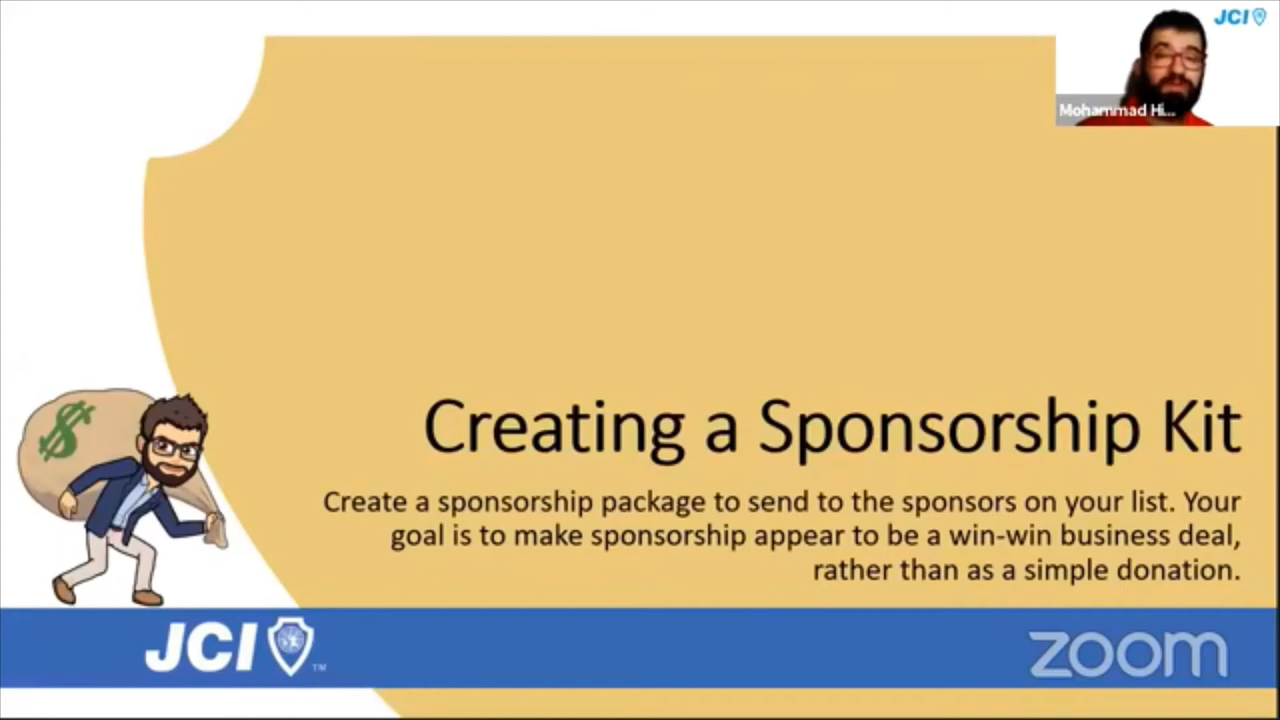 JCI
Mohammad Hi...
$
Creating a Sponsorship Kit
Create a sponsorship package to send to the sponsors on your list. Your
goal is to make sponsorship appear to be a win-win business deal,
rather than as a simple donation.
JCI TM
zoom